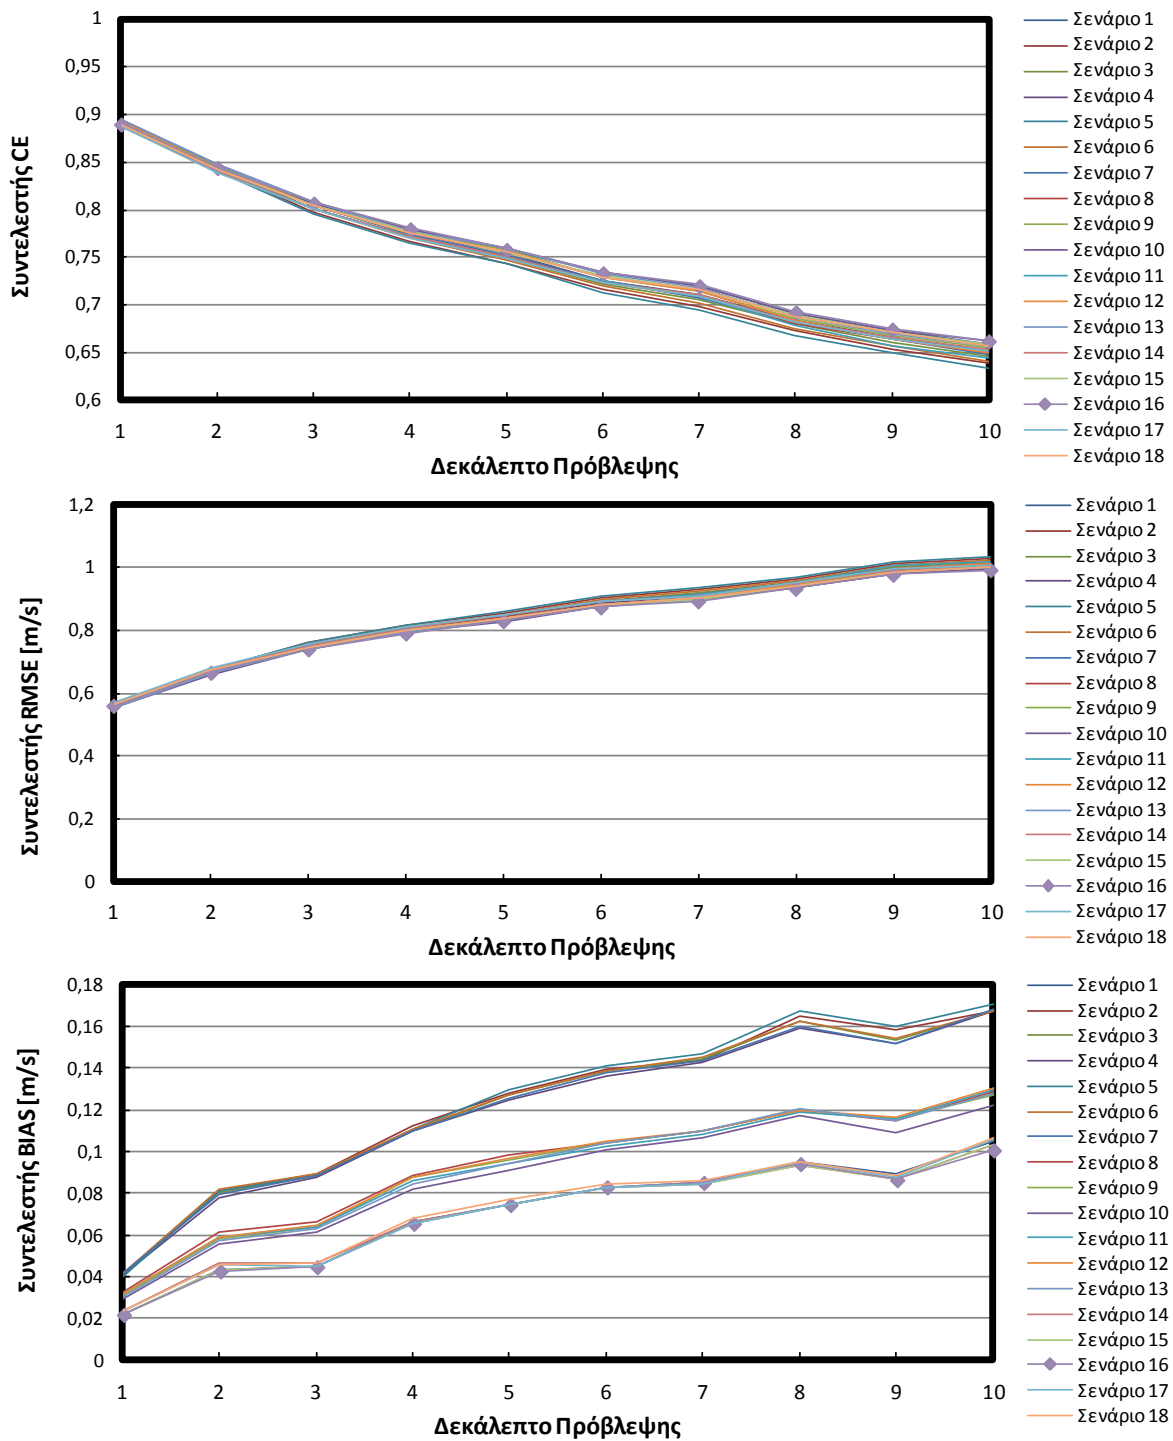 Συντελεστής CE
1
0,95
0,9
0,85
0,8
0,75
0,7
0,65
0,6
1 2 3 4 5 6 7 8 9 10
Δεκάλεπτο Πρόβλεψης
Σενάριο 1
Σενάριο 2
Σενάριο 3
Σενάριο 4
Σενάριο 5
Σενάριο 6
Σενάριο 7
Σενάριο 8
Σενάριο 9
Σενάριο 10
Σενάριο 11
Σενάριο 12
Σενάριο 13
Σενάριο 14
Σενάριο 15
Σενάριο 16
Σενάριο 17
Σενάριο 18
Συντελεστής RMSE [m/s]
1,2
1
0,8
0,6
0,4
0,2
0
1 2 3 4 5 6 7 8 9 10
Δεκάλεπτο Πρόβλεψης
Σενάριο 1
Σενάριο 2
Σενάριο 3
Σενάριο 4
Σενάριο 5
Σενάριο 6
Σενάριο 7
Σενάριο 8
Σενάριο 9
Σενάριο 10
Σενάριο 11
Σενάριο 12
Σενάριο 13
Σενάριο 14
Σενάριο 15
Σενάριο 16
Σενάριο 17
Σενάριο 18
Συντελεστής BIAS [m/s]
0,18
0,16
0,14
0,12
0,1
0,08
0,06
0,04
0,02
0
1 2 3 4 5 6 7 8 9 10
Δεκάλεπτο Πρόβλεψης
Σενάριο 1
Σενάριο 2
Σενάριο 3
Σενάριο 4
Σενάριο 5
Σενάριο 6
Σενάριο 7
Σενάριο 8
Σενάριο 9
Σενάριο 10
Σενάριο 11
Σενάριο 12
Σενάριο 13
Σενάριο 14
Σενάριο 15
Σενάριο 16
Σενάριο 17
Σενάριο 18